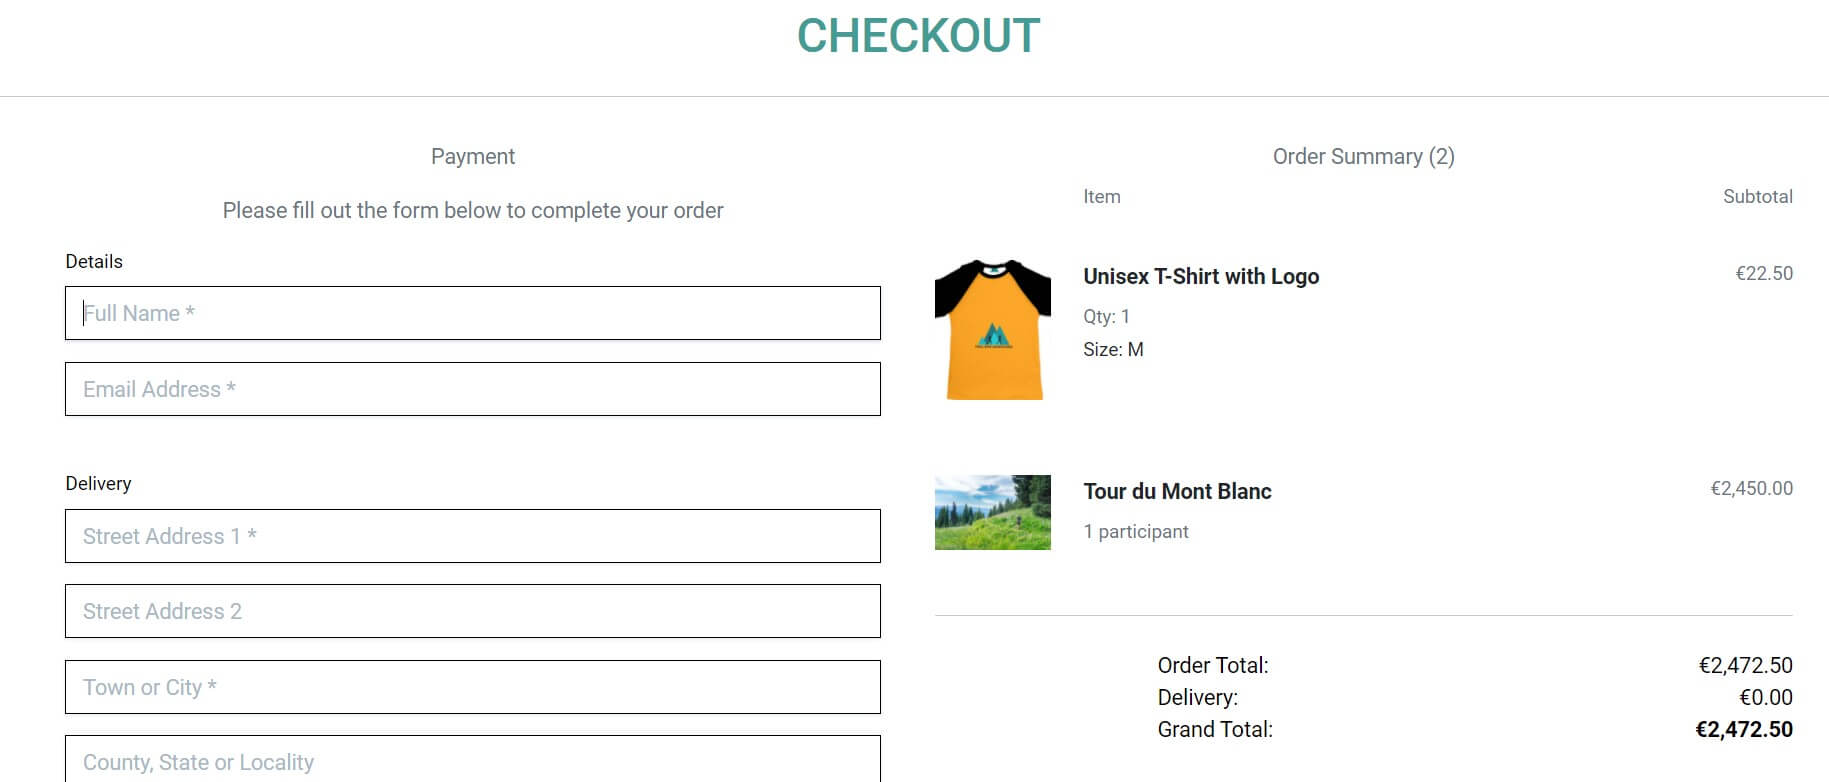 CHECKOUT
Payment
Please fill out the form below to complete your order
Details
Full Name *
Email Address *
Delivery
Street Address 1 *
Street Address 2
Town or City *
County, State or Locality
Order Summary (2)
Item
Subtotal
Unisex T-Shirt with Logo
€22.50
Qty: 1
Size: M
Tour du Mont Blanc
€2,450.00
1 participant
Order Total:
€2,472.50
Delivery:
€0.00
Grand Total:
€2,472.50